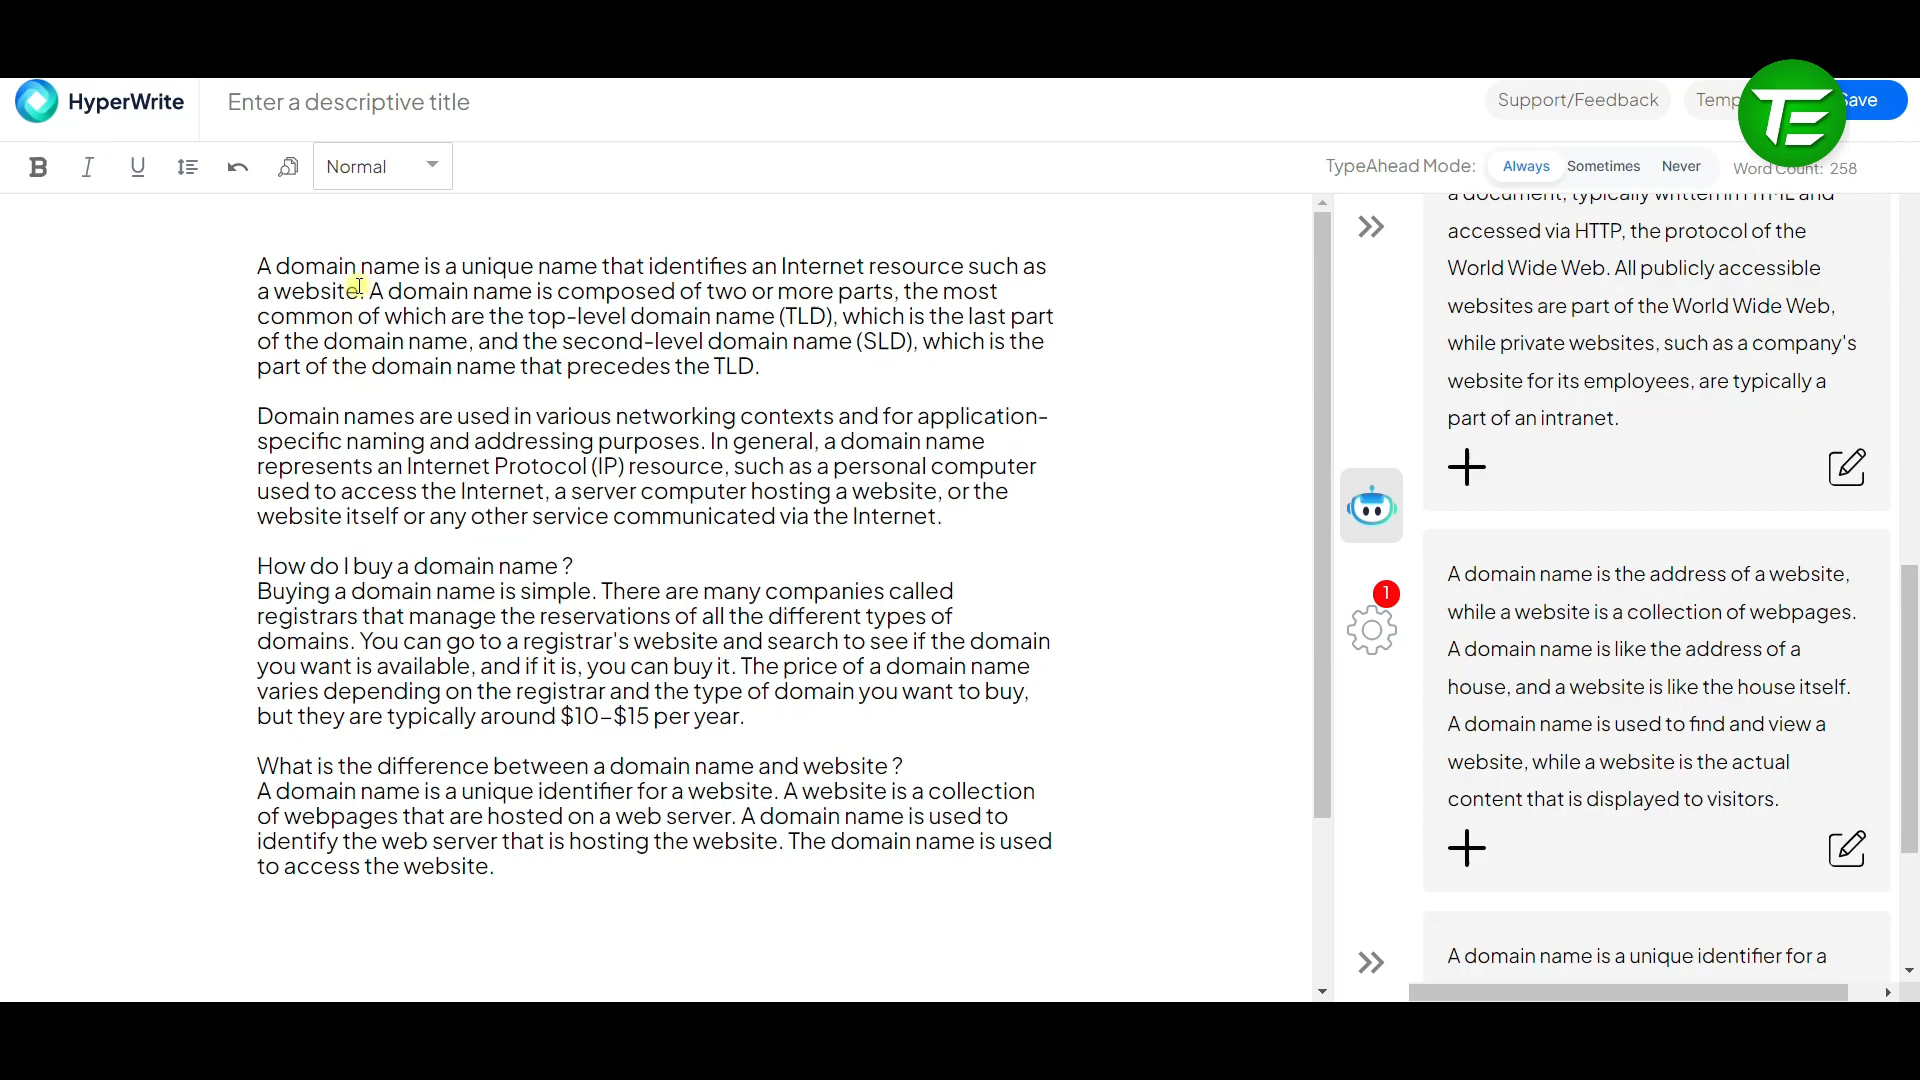 HyperWrite
Enter a descriptive title
Support/Feedback
Temp
Save
TE
B I U
Normal
TypeAhead Mode: Always Sometimes Never
Word Count: 258
A domain name is a unique name that identifies an Internet resource such as
a website. A domain name is composed of two or more parts, the most
common of which are the top-level domain name (TLD), which is the last part
of the domain name, and the second-level domain name (SLD), which is the
part of the domain name that precedes the TLD.
Domain names are used in various networking contexts and for application-
specific naming and addressing purposes. In general, a domain name
represents an Internet Protocol (IP) resource, such as a personal computer
used to access the Internet, a server computer hosting a website, or the
website itself or any other service communicated via the Internet.
How do I buy a domain name ?
Buying a domain name is simple. There are many companies called
registrars that manage the reservations of all the different types of
domains. You can go to a registrar's website and search to see if the domain
you want is available, and if it is, you can buy it. The price of a domain name
varies depending on the registrar and the type of domain you want to buy,
but they are typically around $10–$15 per year.
What is the difference between a domain name and website ?
A domain name is a unique identifier for a website. A website is a collection
of webpages that are hosted on a web server. A domain name is used to
identify the web server that is hosting the website. The domain name is used
to access the website.
1
a document, typically written in HTML and
accessed via HTTP, the protocol of the
World Wide Web. All publicly accessible
websites are part of the World Wide Web,
while private websites, such as a company's
website for its employees, are typically a
part of an intranet.
A domain name is the address of a website,
while a website is a collection of webpages.
A domain name is like the address of a
house, and a website is like the house itself.
A domain name is used to find and view a
website, while a website is the actual
content that is displayed to visitors.
A domain name is a unique identifier for a